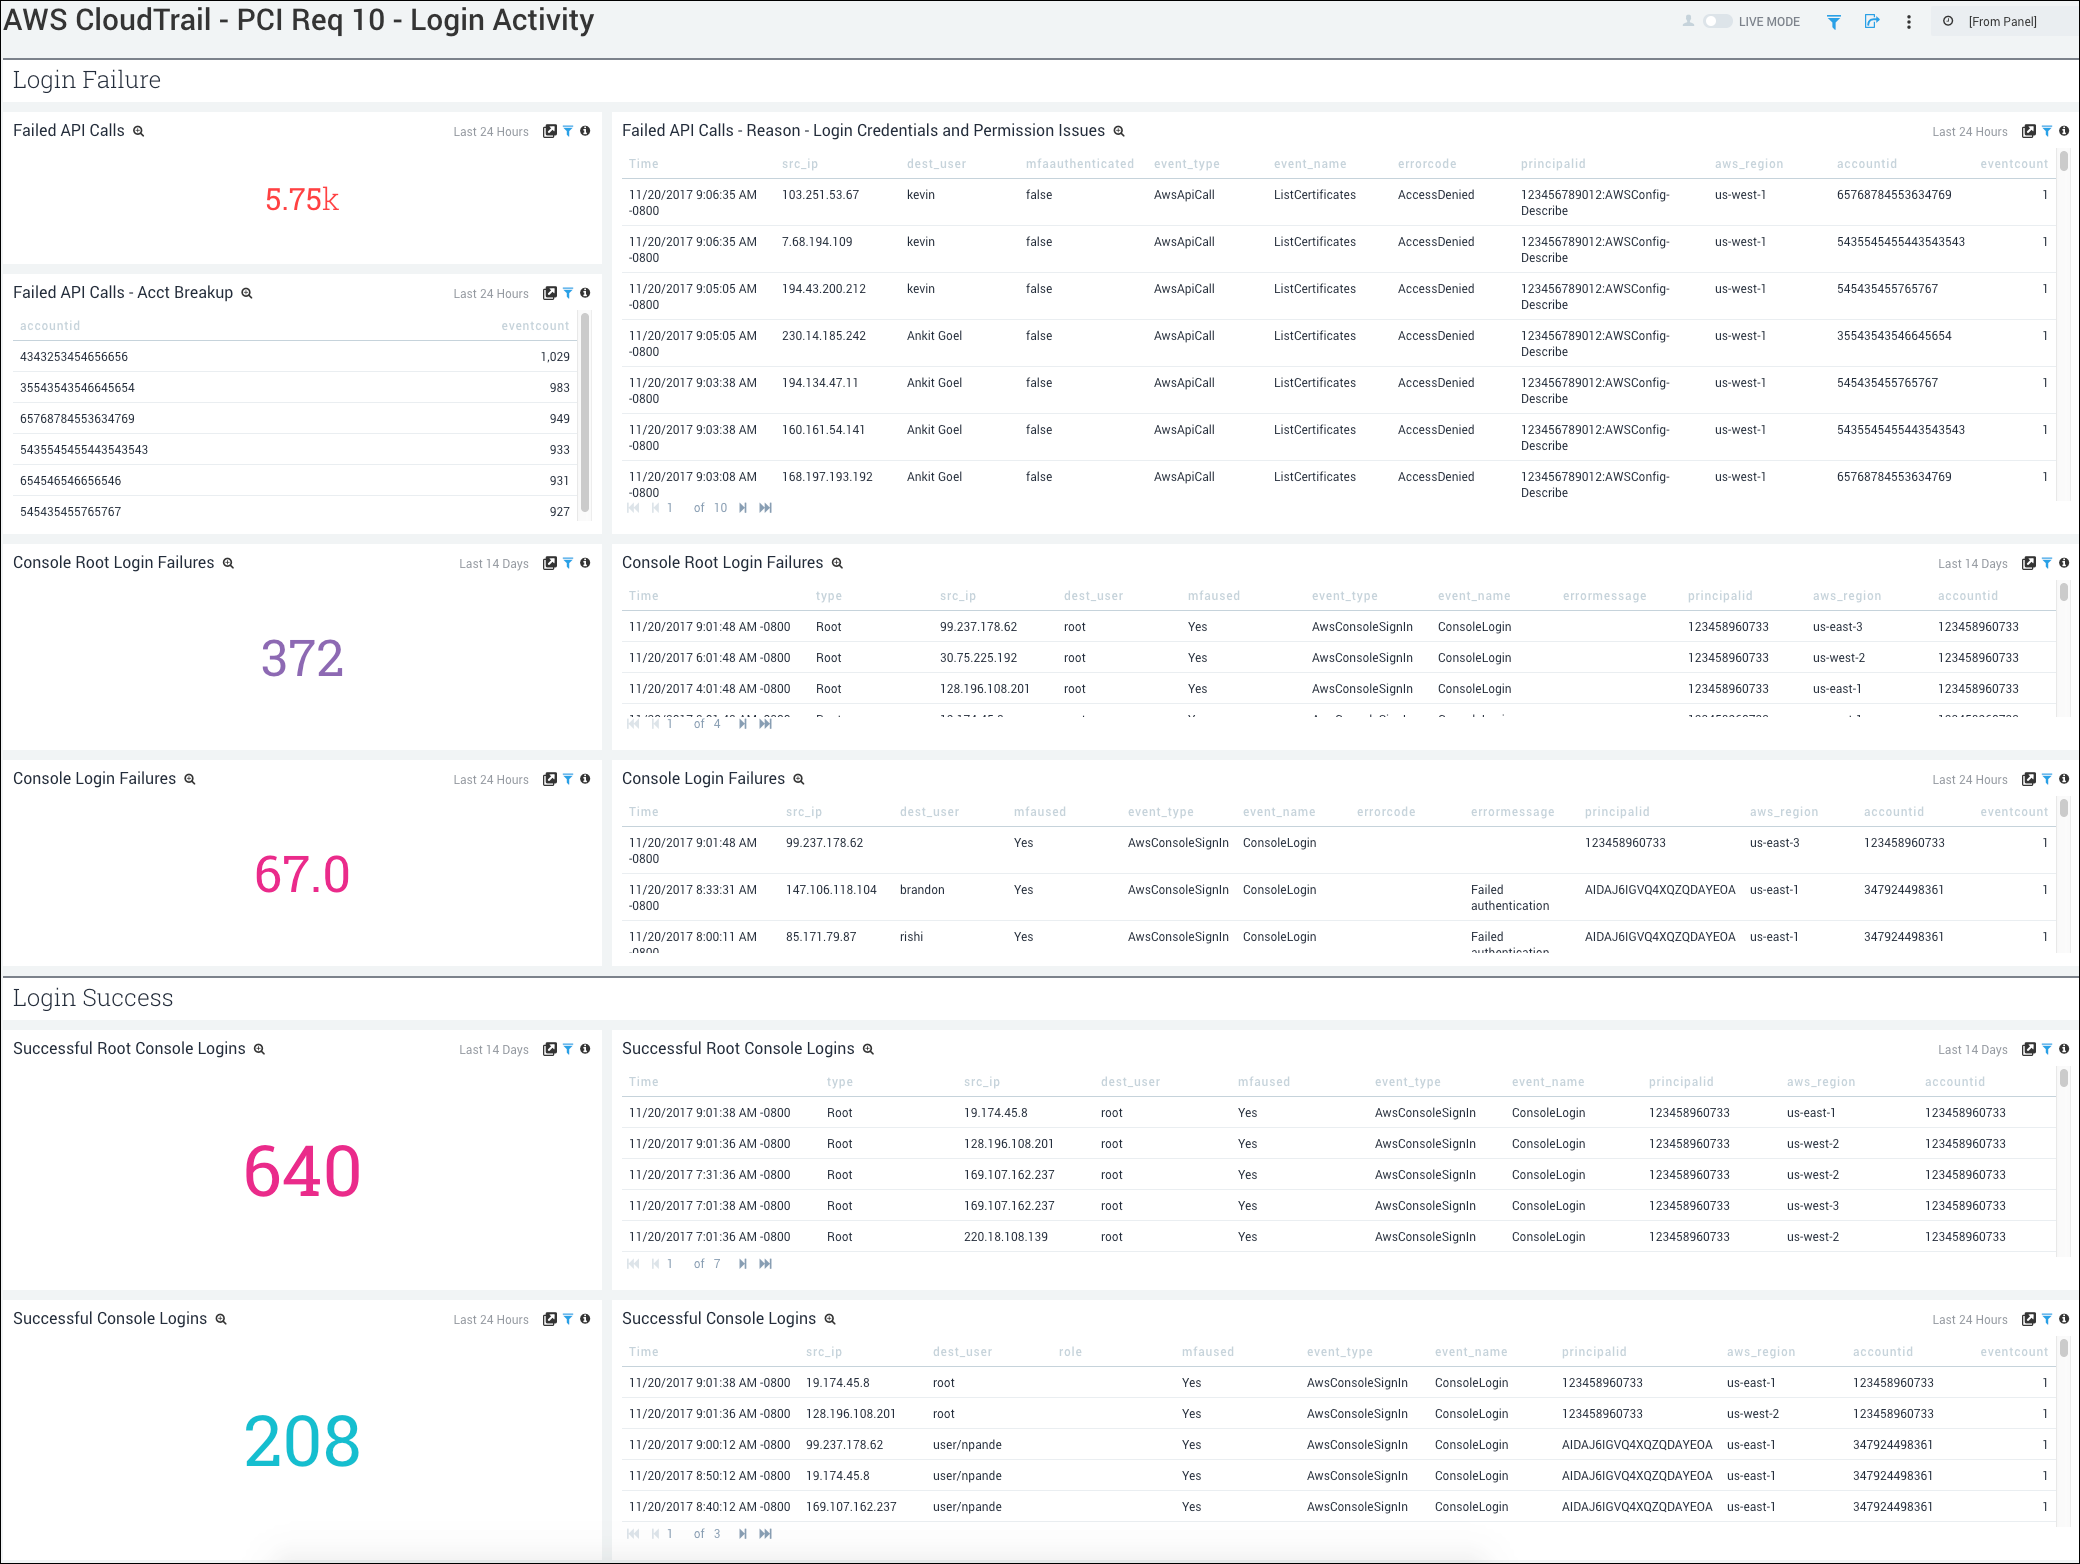 AWS CloudTrail - PCI Req 10 - Login Activity
LIVE MODE
[From Panel]
Login Failure
Failed API Calls
Last 24 Hours
5.75k
Failed API Calls - Reason - Login Credentials and Permission Issues
Last 24 Hours
Time src_ip dest_user mfaauthenticated event_type event_name errorcode principalid aws_region accountid eventcount
11/20/2017 9:06:35 AM 103.251.53.67 kevin false AwsApiCall ListCertificates AccessDenied 123456789012:AWSConfig- us-west-1 65768784553634769 1
-0800 Describe
11/20/2017 9:06:35 AM 7.68.194.109 kevin false AwsApiCall ListCertificates AccessDenied 123456789012:AWSConfig- us-west-1 5435545455443543543 1
-0800 Describe
11/20/2017 9:05:05 AM 194.43.200.212 kevin false AwsApiCall ListCertificates AccessDenied 123456789012:AWSConfig- us-west-1 545435455765767 1
-0800 Describe
11/20/2017 9:05:05 AM 230.14.185.242 Ankit Goel false AwsApiCall ListCertificates AccessDenied 123456789012:AWSConfig- us-west-1 35543543546645654 1
-0800 Describe
11/20/2017 9:03:38 AM 194.134.47.11 Ankit Goel false AwsApiCall ListCertificates AccessDenied 123456789012:AWSConfig- us-west-1 545435455765767 1
-0800 Describe
11/20/2017 9:03:38 AM 160.161.54.141 Ankit Goel false AwsApiCall ListCertificates AccessDenied 123456789012:AWSConfig- us-west-1 5435545455443543543 1
-0800 Describe
11/20/2017 9:03:08 AM 168.197.193.192 Ankit Goel false AwsApiCall ListCertificates AccessDenied 123456789012:AWSConfig- us-west-1 65768784553634769 1
-0800 Describe
1 of 10
Failed API Calls - Acct Breakup
Last 24 Hours
accountid eventcount
4343253454656656 1,029
35543543546645654 983
65768784553634769 949
5435545455443543543 933
654546546656546 931
545435455765767 927
Console Root Login Failures
Last 14 Days
372
Console Root Login Failures
Last 14 Days
Time type src_ip dest_user mfaused event_type event_name errormessage principalid aws_region accountid
11/20/2017 9:01:48 AM -0800 Root 99.237.178.62 root Yes AwsConsoleSignIn ConsoleLogin 123458960733 us-east-3 123458960733
11/20/2017 6:01:48 AM -0800 Root 30.75.225.192 root Yes AwsConsoleSignIn ConsoleLogin 123458960733 us-west-2 123458960733
11/20/2017 4:01:48 AM -0800 Root 128.196.108.201 root Yes AwsConsoleSignIn ConsoleLogin 123458960733 us-east-1 123458960733
1 of 4
Console Login Failures
Last 24 Hours
67.0
Console Login Failures
Last 24 Hours
Time src_ip dest_user mfaused event_type event_name errorcode errormessage principalid aws_region accountid eventcount
11/20/2017 9:01:48 AM 99.237.178.62 Yes AwsConsoleSignIn ConsoleLogin 123458960733 us-east-3 123458960733 1
-0800
11/20/2017 8:33:31 AM 147.106.118.104 brandon Yes AwsConsoleSignIn ConsoleLogin Failed AIDAJ6IGVQ4XQZQDAYEOA us-east-1 347924498361 1
-0800 authentication
11/20/2017 8:00:11 AM 85.171.79.87 rishi Yes AwsConsoleSignIn ConsoleLogin Failed AIDAJ6IGVQ4XQZQDAYEOA us-east-1 347924498361 1
-0800 authentication
Login Success
Successful Root Console Logins
Last 14 Days
640
Successful Root Console Logins
Last 14 Days
Time type src_ip dest_user mfaused event_type event_name principalid aws_region accountid
11/20/2017 9:01:38 AM -0800 Root 19.174.45.8 root Yes AwsConsoleSignIn ConsoleLogin 123458960733 us-east-1 123458960733
11/20/2017 9:01:36 AM -0800 Root 128.196.108.201 root Yes AwsConsoleSignIn ConsoleLogin 123458960733 us-west-2 123458960733
11/20/2017 7:31:36 AM -0800 Root 169.107.162.237 root Yes AwsConsoleSignIn ConsoleLogin 123458960733 us-west-2 123458960733
11/20/2017 7:01:38 AM -0800 Root 169.107.162.237 root Yes AwsConsoleSignIn ConsoleLogin 123458960733 us-west-3 123458960733
11/20/2017 7:01:36 AM -0800 Root 220.18.108.139 root Yes AwsConsoleSignIn ConsoleLogin 123458960733 us-west-2 123458960733
1 of 7
Successful Console Logins
Last 24 Hours
208
Successful Console Logins
Last 24 Hours
Time src_ip dest_user role mfaused event_type event_name principalid aws_region accountid eventcount
11/20/2017 9:01:38 AM -0800 19.174.45.8 root Yes AwsConsoleSignIn ConsoleLogin 123458960733 us-east-1 123458960733 1
11/20/2017 9:01:36 AM -0800 128.196.108.201 root Yes AwsConsoleSignIn ConsoleLogin 123458960733 us-west-2 123458960733 1
11/20/2017 9:00:12 AM -0800 99.237.178.62 user/npande Yes AwsConsoleSignIn ConsoleLogin AIDAJ6IGVQ4XQZQDAYEOA us-east-1 347924498361 1
11/20/2017 8:50:12 AM -0800 19.174.45.8 user/npande Yes AwsConsoleSignIn ConsoleLogin AIDAJ6IGVQ4XQZQDAYEOA us-east-1 347924498361 1
11/20/2017 8:40:12 AM -0800 169.107.162.237 user/npande Yes AwsConsoleSignIn ConsoleLogin AIDAJ6IGVQ4XQZQDAYEOA us-east-1 347924498361 1
1 of 3